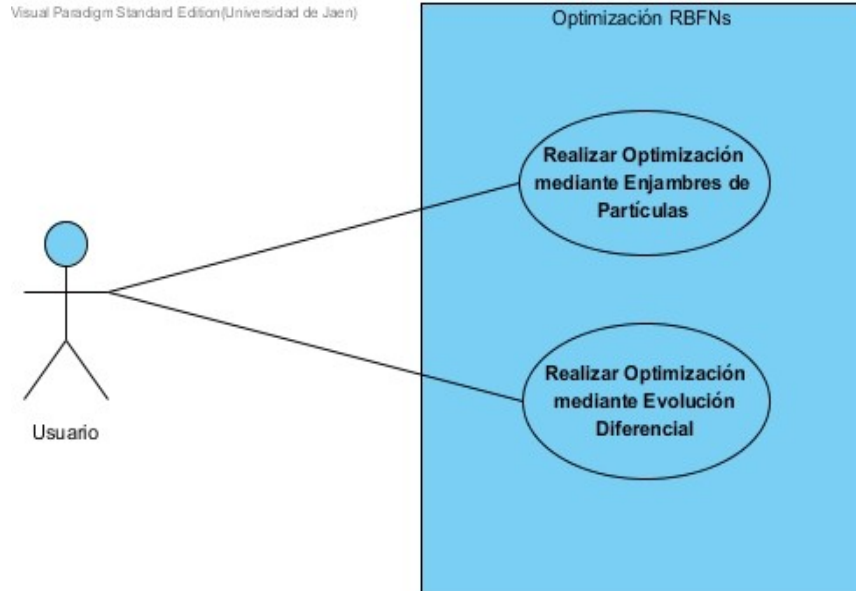 Visual Paradigm Standard Edition(Universidad de Jaen)
Optimización RBFNs
Realizar Optimización
mediante Enjambres de
Partículas
Realizar Optimización
mediante Evolución
Diferencial
Usuario